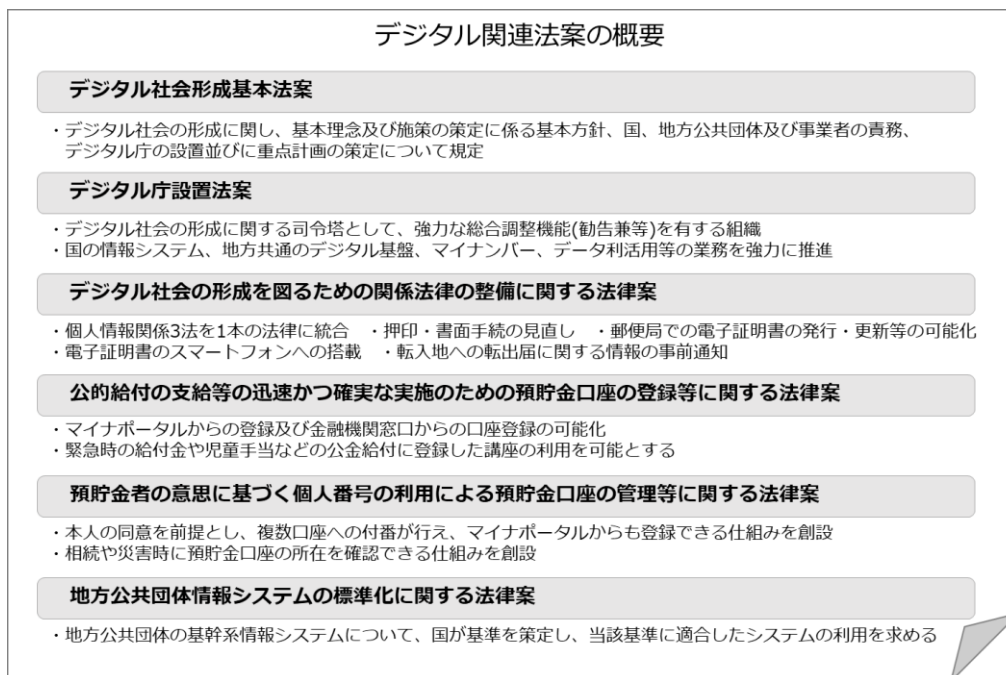 デジタル関連法案の概要
デジタル社会形成基本法案
・デジタル社会の形成に関し、基本理念及び施策の策定に係る基本方針、国、地方公共団体及び事業者の責務、
デジタル庁の設置並びに重点計画の策定について規定
デジタル庁設置法案
・デジタル社会の形成に関する司令塔として、強力な総合調整機能(勧告兼等)を有する組織
・国の情報システム、地方共通のデジタル基盤、マイナンバー、データ利活用等の業務を強力に推進
デジタル社会の形成を図るための関係法律の整備に関する法律案
・個人情報関係3法を1本の法律に統合 ・押印・書面手続の見直し ・郵便局での電子証明書の発行・更新等の可能化
・電子証明書のスマートフォンへの搭載 ・転入地への転出届に関する情報の事前通知
公的給付の支給等の迅速かつ確実な実施のための預貯金口座の登録等に関する法律案
・マイナポータルからの登録及び金融機関窓口からの口座登録の可能化
・緊急時の給付金や児童手当などの公金給付に登録した講座の利用を可能とする
預貯金者の意思に基づく個人番号の利用による預貯金口座の管理等に関する法律案
・本人の同意を前提とし、複数口座への付番が行え、マイナポータルからも登録できる仕組みを創設
・相続や災害時に預貯金口座の所在を確認できる仕組みを創設
地方公共団体情報システムの標準化に関する法律案
・地方公共団体の基幹系情報システムについて、国が基準を策定し、当該基準に適合したシステムの利用を求める